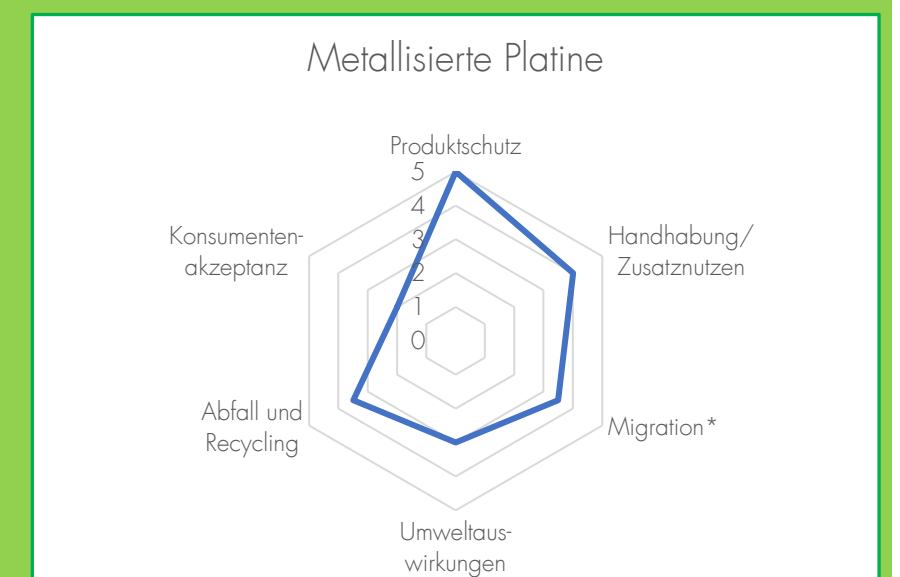 Metallisierte Platine
Produktschutz
5
4
3
2
1
0
Handhabung/
Zusatznutzen
Migration*
Umweltaus-
wirkungen
Abfall und
Recycling
Konsumenten-
akzeptanz